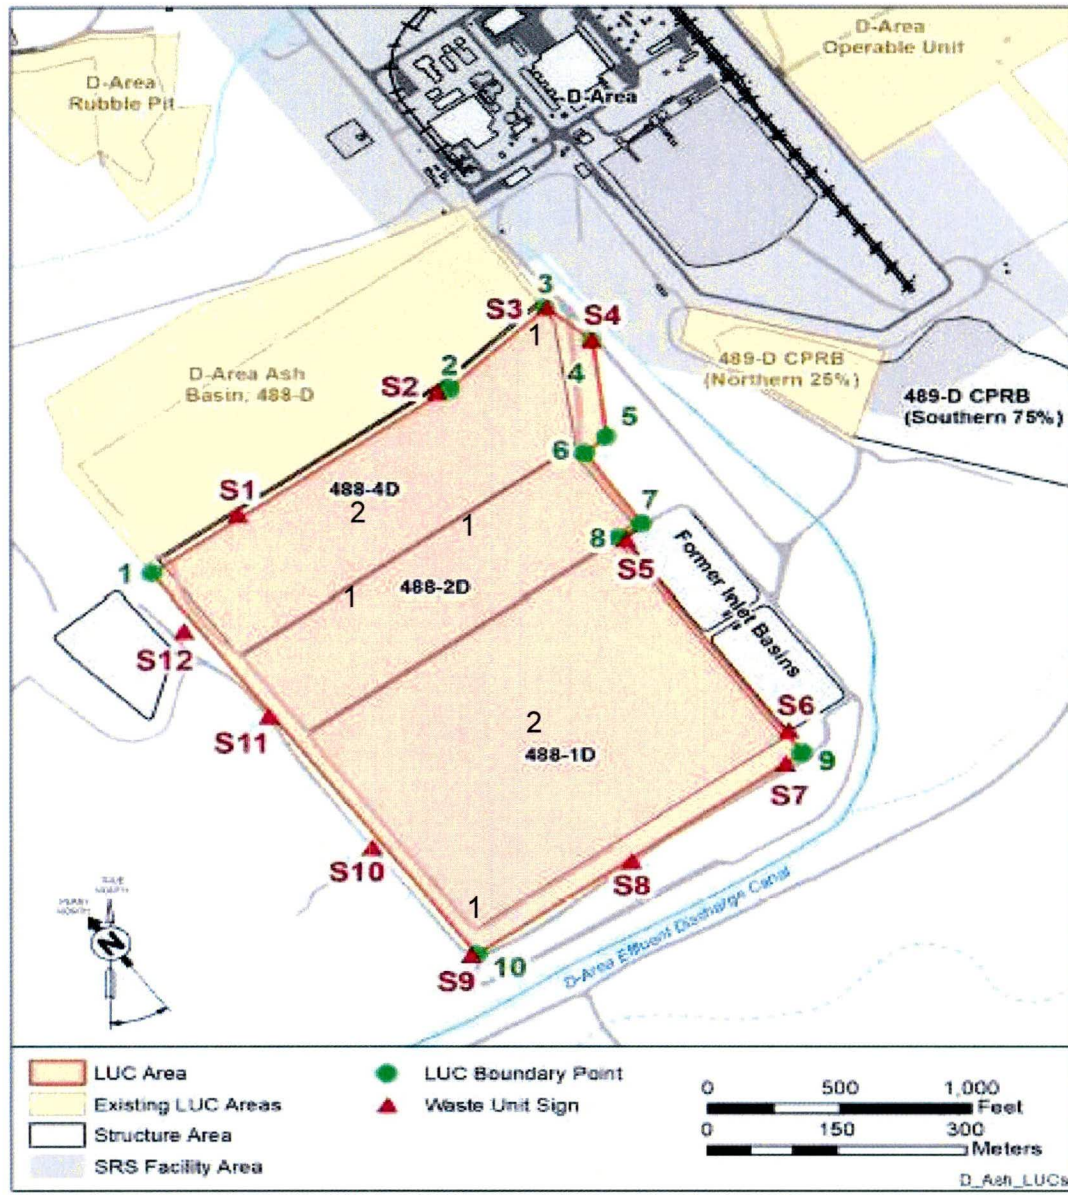 D-Area
Operable Unit
D-Area
Rubble Pit
D-Area
3
S3
S4
1
2
4
S2
D-Area Ash
Basin, 488-D
489-D CPRB
(Northern 25%)
489-D CPRB
(Southern 75%)
5
6
S1
488-4D
2
1
7
8
S5
Former Inlet Basins
1
488-2D
1
S12
S11
2
488-1D
S6
9
S7
S10
S8
1
S9
10
D-Area Effluent Discharge Canal
TRUE
NORTH
PLANT
NORTH
N
LUC Area
Existing LUC Areas
Structure Area
SRS Facility Area
LUC Boundary Point
Waste Unit Sign
0 500 1,000
Feet
0 150 300
Meters
D_Ash_LUCs